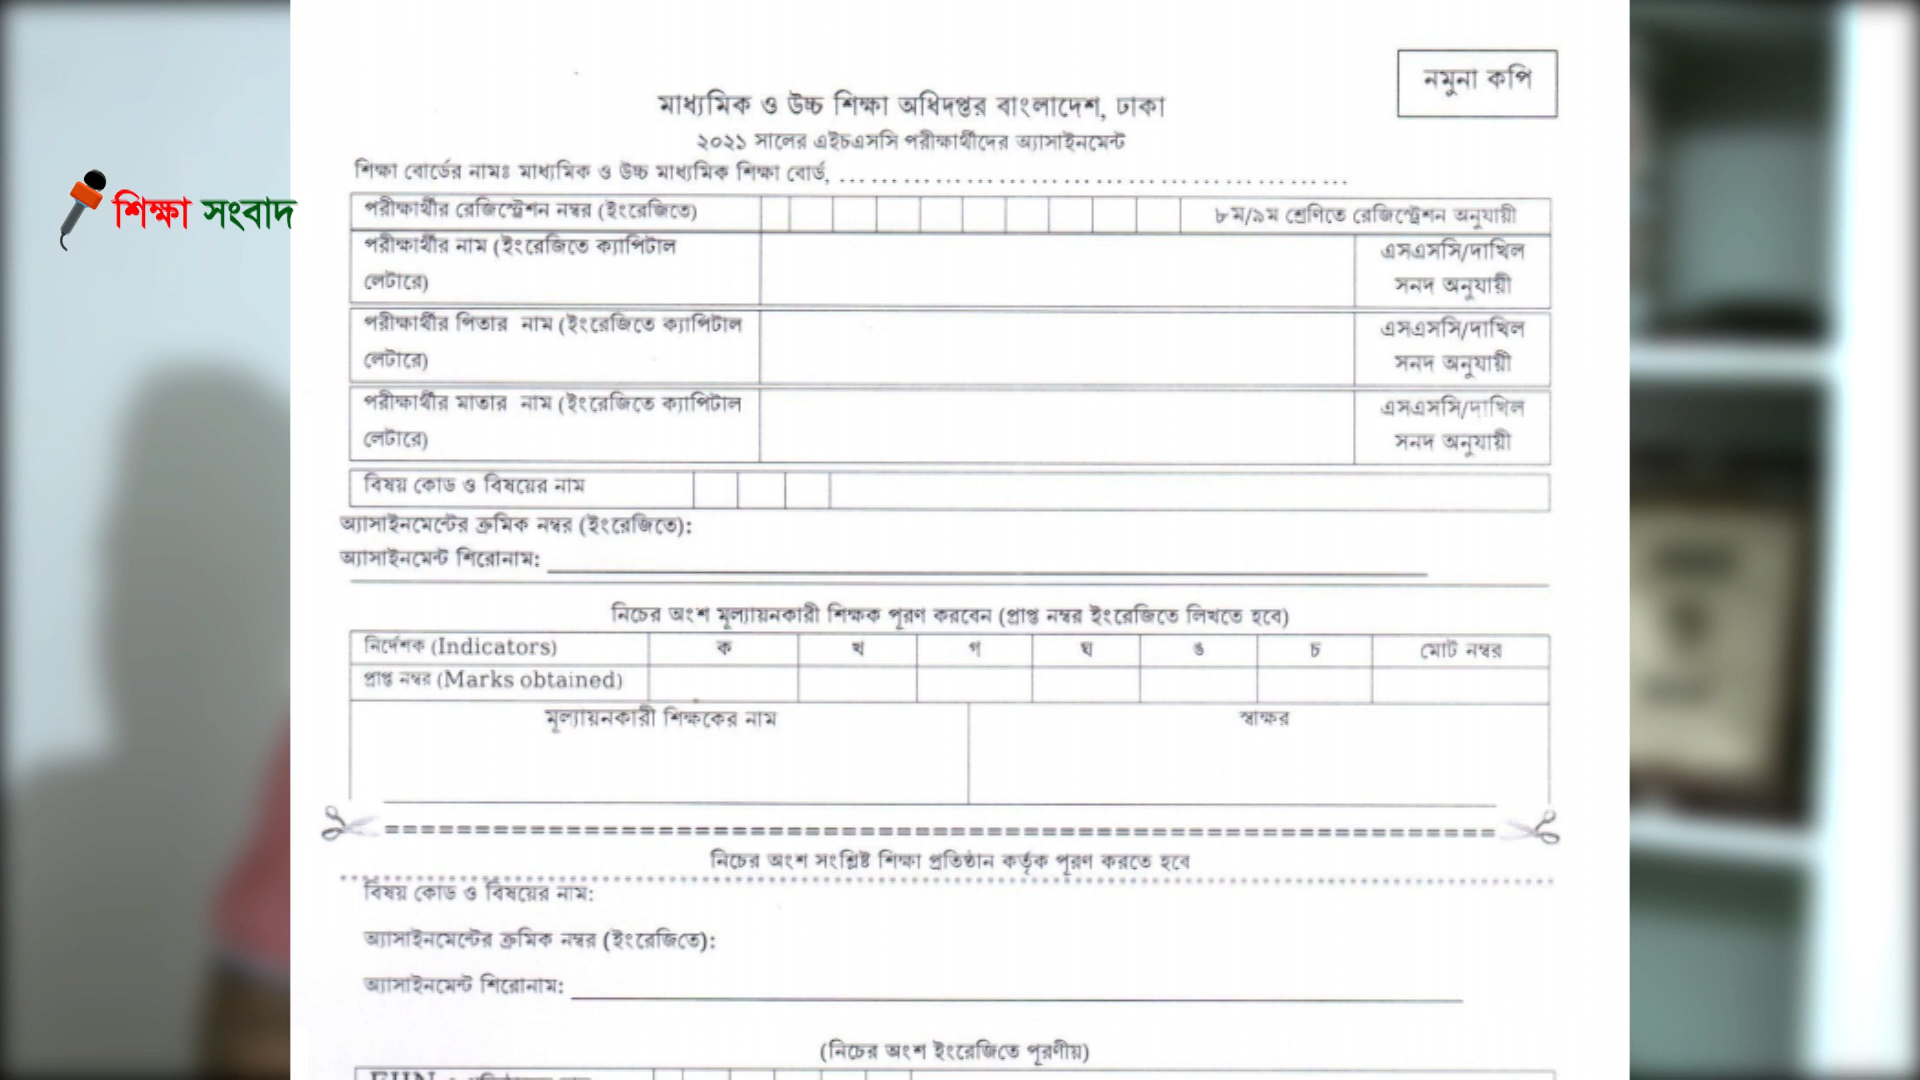 নমুনা কপি
মাধ্যমিক ও উচ্চ শিক্ষা অধিদপ্তর বাংলাদেশ, ঢাকা
২০২১ সালের এইচএসসি পরীক্ষার্থীদের অ্যাসাইনমেন্ট
শিক্ষা বোর্ডের নামঃ মাধ্যমিক ও উচ্চ মাধ্যমিক শিক্ষা বোর্ড, ................................................
শিক্ষা সংবাদ
পরীক্ষার্থীর রেজিস্ট্রেশন নম্বর (ইংরেজিতে) ৮ম/৯ম শ্রেণিতে রেজিস্ট্রেশন অনুযায়ী
পরীক্ষার্থীর নাম (ইংরেজিতে ক্যাপিটাল এসএসসি/দাখিল
লেটারে) সনদ অনুযায়ী
পরীক্ষার্থীর পিতার নাম (ইংরেজিতে ক্যাপিটাল এসএসসি/দাখিল
লেটারে) সনদ অনুযায়ী
পরীক্ষার্থীর মাতার নাম (ইংরেজিতে ক্যাপিটাল এসএসসি/দাখিল
লেটারে) সনদ অনুযায়ী
বিষয় কোড ও বিষয়ের নাম
অ্যাসাইনমেন্টের ক্রমিক নম্বর (ইংরেজিতে):
অ্যাসাইনমেন্ট শিরোনাম:
নিচের অংশ মূল্যায়নকারী শিক্ষক পূরণ করবেন (প্রাপ্ত নম্বর ইংরেজিতে লিখতে হবে)
নির্দেশক (Indicators) ক খ গ ঘ ঙ চ মোট নম্বর
প্রাপ্ত নম্বর (Marks obtained)
মূল্যায়নকারী শিক্ষকের নাম স্বাক্ষর
নিচের অংশ সংশ্লিষ্ট শিক্ষা প্রতিষ্ঠান কর্তৃক পূরণ করতে হবে
বিষয় কোড ও বিষয়ের নাম:
অ্যাসাইনমেন্টের ক্রমিক নম্বর (ইংরেজিতে):
অ্যাসাইনমেন্ট শিরোনাম:
(নিচের অংশ ইংরেজিতে পূরণীয়)